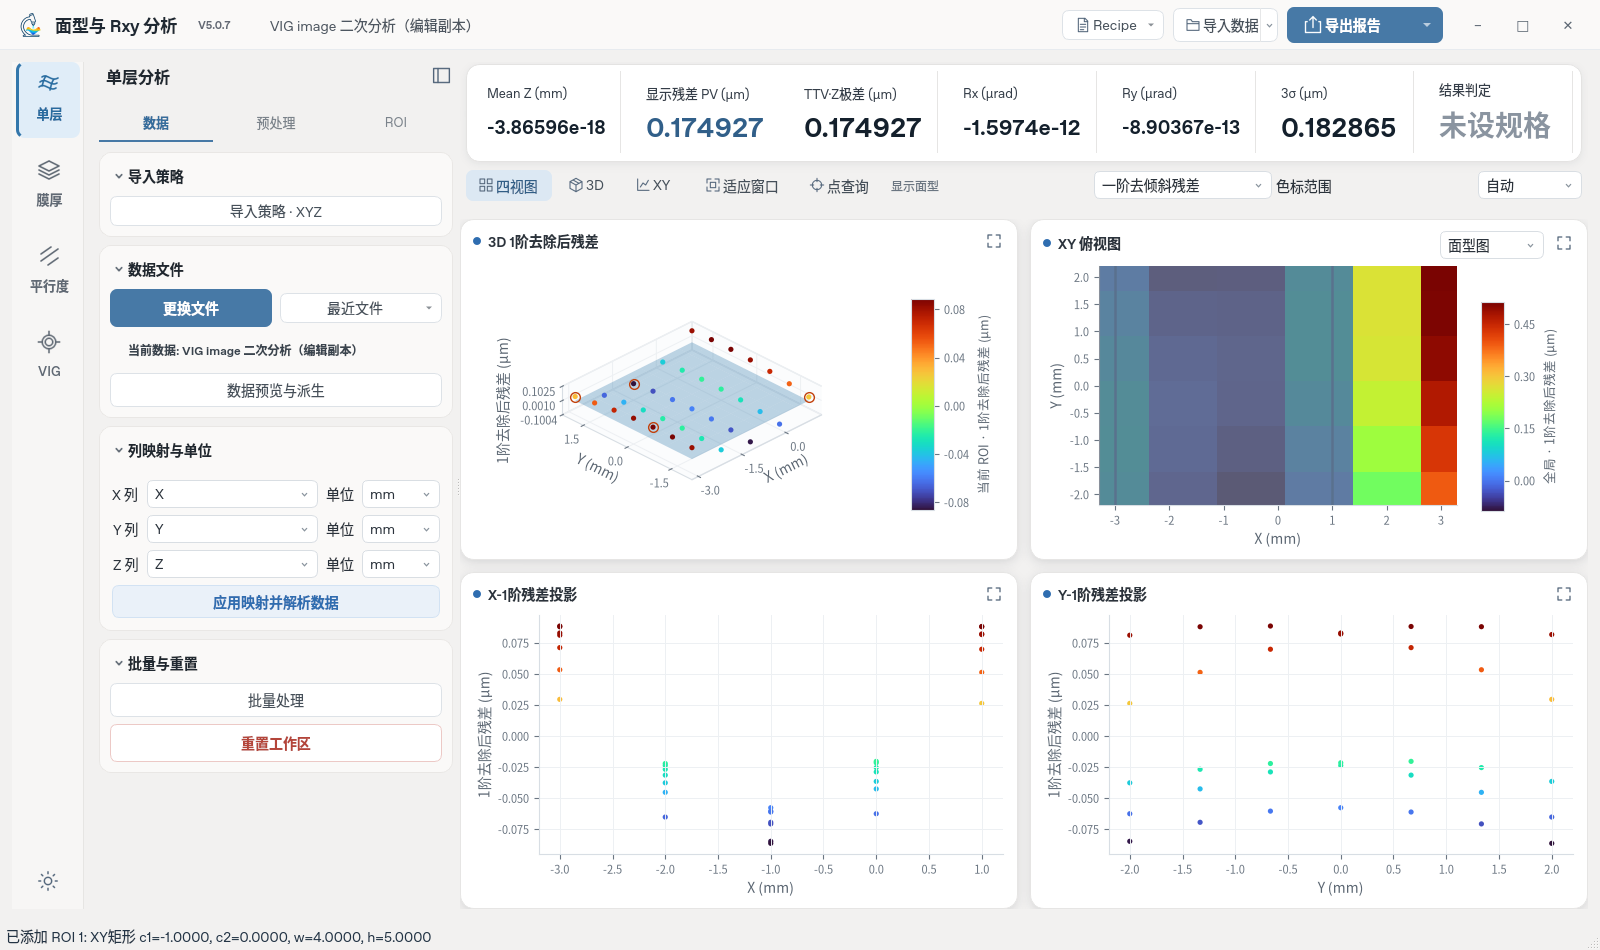 面型与 Rxy 分析 V5.0.7 VIG image 二次分析（编辑副本） Recipe 导入数据 导出报告
单层
膜厚
平行度
VIG
单层分析
数据 预处理 ROI
导入策略
导入策略 · XYZ
数据文件
更换文件 最近文件
当前数据: VIG image 二次分析（编辑副本）
数据预览与派生
列映射与单位
X 列 X 单位 mm
Y 列 Y 单位 mm
Z 列 Z 单位 mm
应用映射并解析数据
批量与重置
批量处理
重置工作区
Mean Z (mm) 显示残差 PV (μm) TTV·Z极差 (μm) Rx (μrad) Ry (μrad) 3σ (μm) 结果判定
-3.86596e-18 0.174927 0.174927 -1.5974e-12 -8.90367e-13 0.182865 未设规格
四视图 3D XY 适应窗口 点查询 显示面型 一阶去倾斜残差 色标范围 自动
3D 1阶去除后残差
1阶去除后残差 (μm)
0.1025
0.0010
-0.1004
1.5
0.0
-1.5
Y (mm)
-3.0
-1.5
0.0
X (mm)
0.08
0.04
0.00
-0.04
-0.08
当前 ROI · 1阶去除后残差 (μm)
XY 俯视图 面型图
Y (mm)
2.0
1.5
1.0
0.5
0.0
-0.5
-1.0
-1.5
-2.0
-3 -2 -1 0 1 2 3
X (mm)
0.45
0.30
0.15
0.00
全局 · 1阶去除后残差 (μm)
X-1阶残差投影
1阶去除后残差 (μm)
0.075
0.050
0.025
0.000
-0.025
-0.050
-0.075
-3.0 -2.5 -2.0 -1.5 -1.0 -0.5 0.0 0.5 1.0
X (mm)
Y-1阶残差投影
1阶去除后残差 (μm)
0.075
0.050
0.025
0.000
-0.025
-0.050
-0.075
-2.0 -1.5 -1.0 -0.5 0.0 0.5 1.0 1.5 2.0
Y (mm)
已添加 ROI 1: XY矩形 c1=-1.0000, c2=0.0000, w=4.0000, h=5.0000